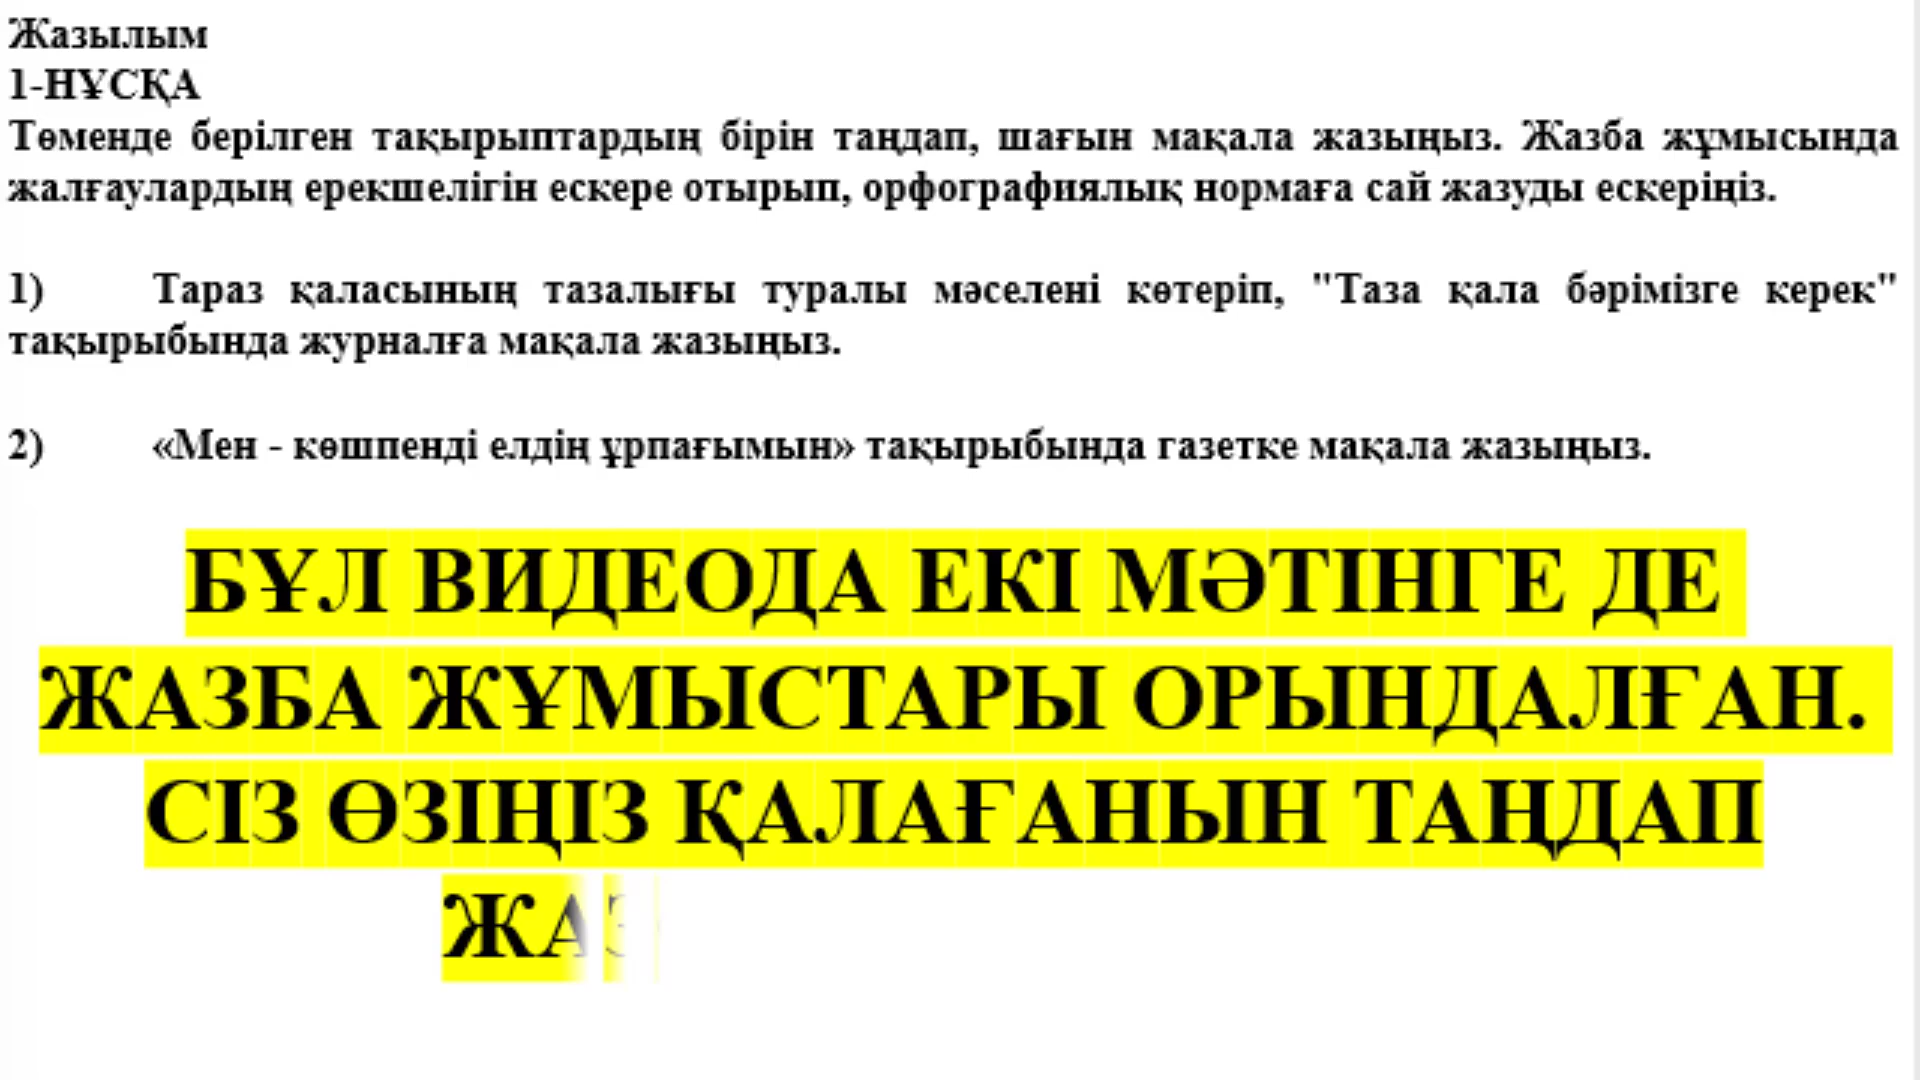 Жазылым
1-НҰСҚА
Төменде берілген тақырыптардың бірін таңдап, шағын мақала жазыңыз. Жазба жұмысында
жалғаулардың ерекшелігін ескере отырып, орфографиялық нормаға сай жазуды ескеріңіз.
1) Тараз қаласының тазалығы туралы мәселені көтеріп, "Таза қала бәрімізге керек"
тақырыбында журналға мақала жазыңыз.
2) «Мен - көшпенді елдің ұрпағымын» тақырыбында газетке мақала жазыңыз.
БҰЛ ВИДЕОДА ЕКІ МӘТІНГЕ ДЕ
ЖАЗБА ЖҰМЫСТАРЫ ОРЫНДАЛҒАН.
СІЗ ӨЗІҢІЗ ҚАЛАҒАНЫН ТАҢДАП